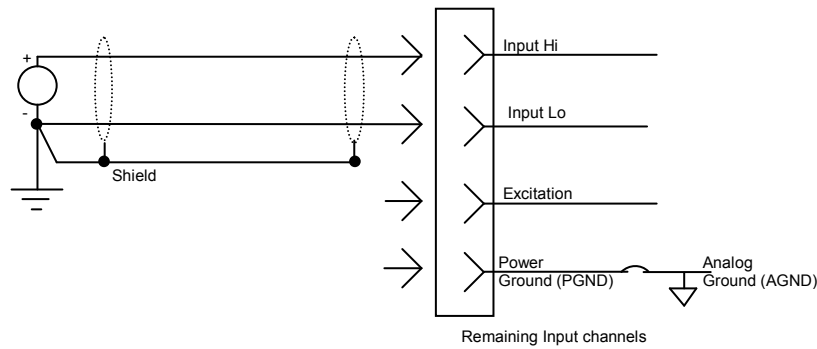 +
-
Shield
Input Hi
Input Lo
Excitation
Power
Ground (PGND)
Analog
Ground (AGND)
Remaining Input channels